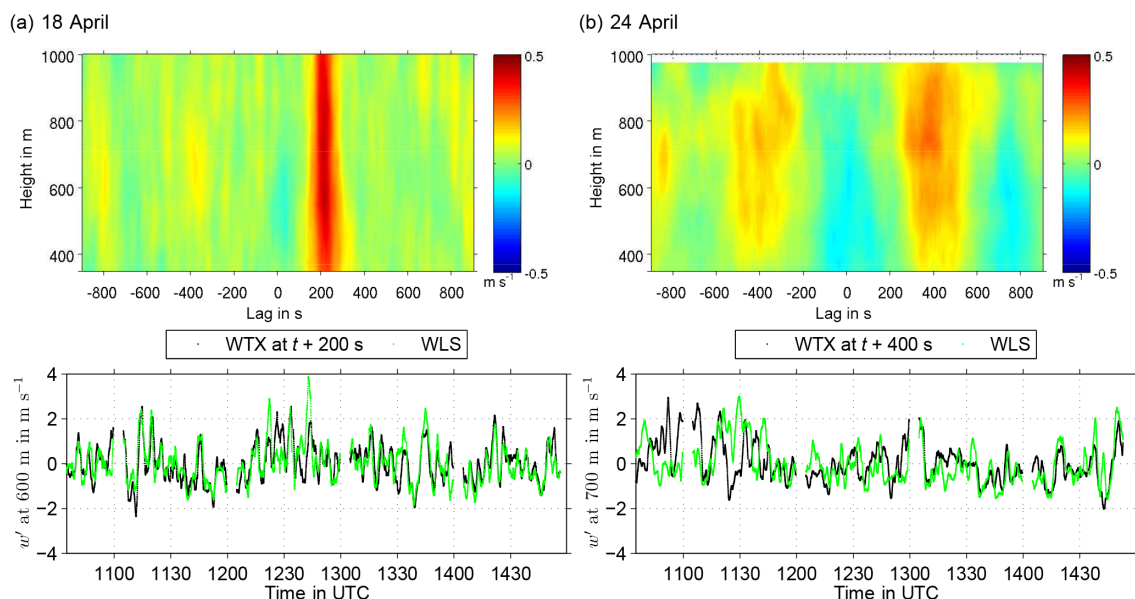 (a) 18 April
1000
800
600
400
Height in m
-800 -600 -400 -200 0 200 400 600 800
Lag in s
0.5
0
-0.5
m s⁻¹
WTX at t + 200 s WLS
4
2
0
−2
−4
w′ at 600 m in m s⁻¹
1100 1130 1200 1230 1300 1330 1400 1430
Time in UTC
(b) 24 April
1000
800
600
400
Height in m
-800 -600 -400 -200 0 200 400 600 800
Lag in s
0.5
0
-0.5
m s⁻¹
WTX at t + 400 s WLS
4
2
0
−2
−4
w′ at 700 m in m s⁻¹
1100 1130 1200 1230 1300 1330 1400 1430
Time in UTC